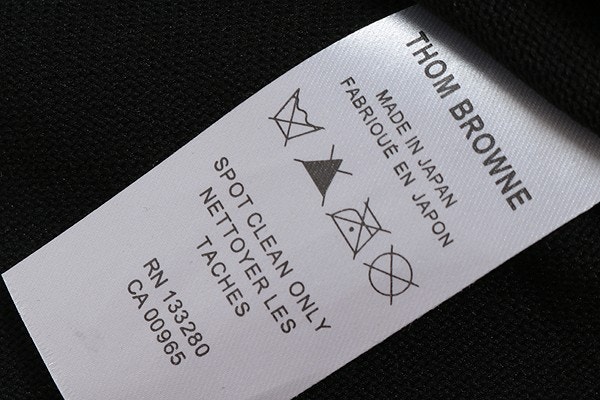 THOM BROWNE
MADE IN JAPAN
FABRIQUÉ EN JAPON
SPOT CLEAN ONLY
NETTOYER LES
TACHES
RN 133280
CA 00965